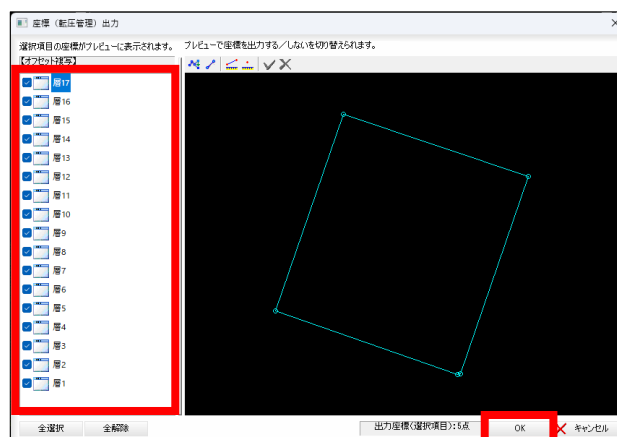 座標（転圧管理）出力
選択項目の座標がプレビューに表示されます。 プレビューで座標を出力する／しないを切り替えられます。
【オフセット複写】
層17
層16
層15
層14
層13
層12
層11
層10
層9
層8
層7
層6
層5
層4
層3
層2
層1
全選択 全解除 出力座標(選択項目):5点 OK キャンセル